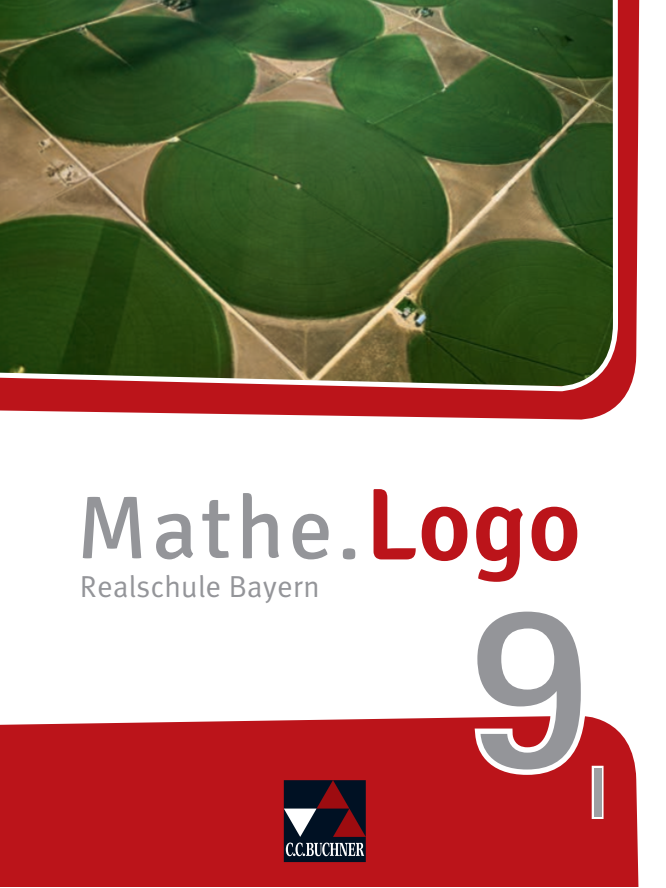 Mathe.Logo
Realschule Bayern
9
I
C.C.BUCHNER